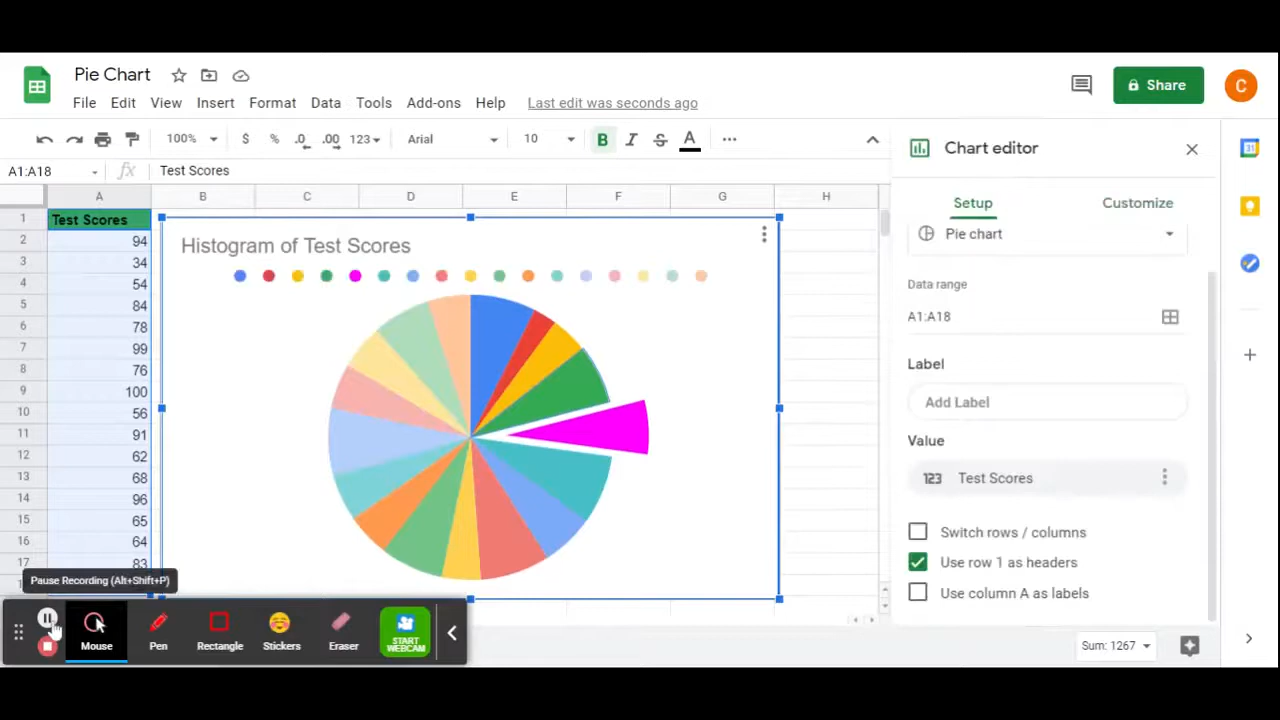 Pie Chart
File Edit View Insert Format Data Tools Add-ons Help Last edit was seconds ago
Share
C
100% $ % .0 .00 123 Arial 10 B I S A
A1:A18 fx Test Scores
A B C D E F G H
1 Test Scores
2 94
3 34
4 54
5 84
6 78
7 99
8 76
9 100
10 56
11 91
12 62
13 68
14 96
15 65
16 64
17 83
Histogram of Test Scores
Chart editor
Setup Customize
Pie chart
Data range
A1:A18
Label
Add Label
Value
123 Test Scores
Switch rows / columns
Use row 1 as headers
Use column A as labels
31
Pause Recording (Alt+Shift+P)
Mouse Pen Rectangle Stickers Eraser START WEBCAM
Sum: 1267